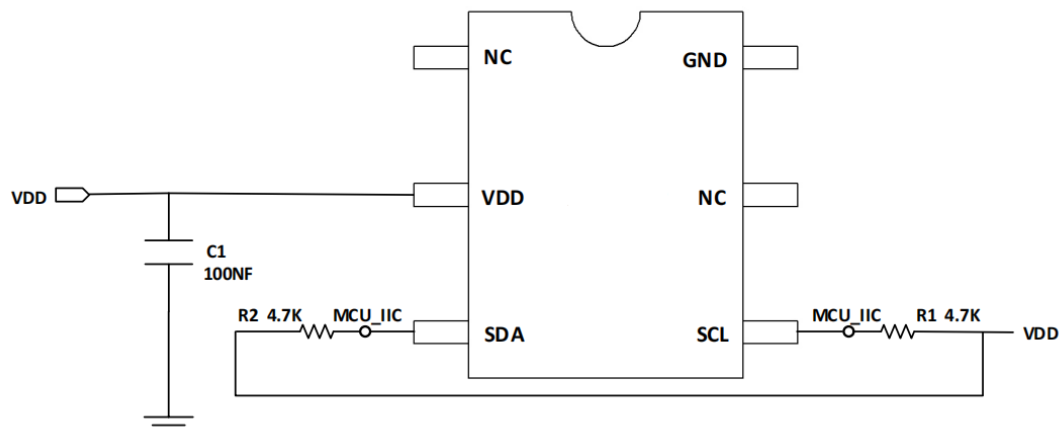 NC
GND
VDD
VDD
NC
C1
100NF
R2 4.7K
MCU_IIC
SDA
SCL
MCU_IIC
R1 4.7K
VDD